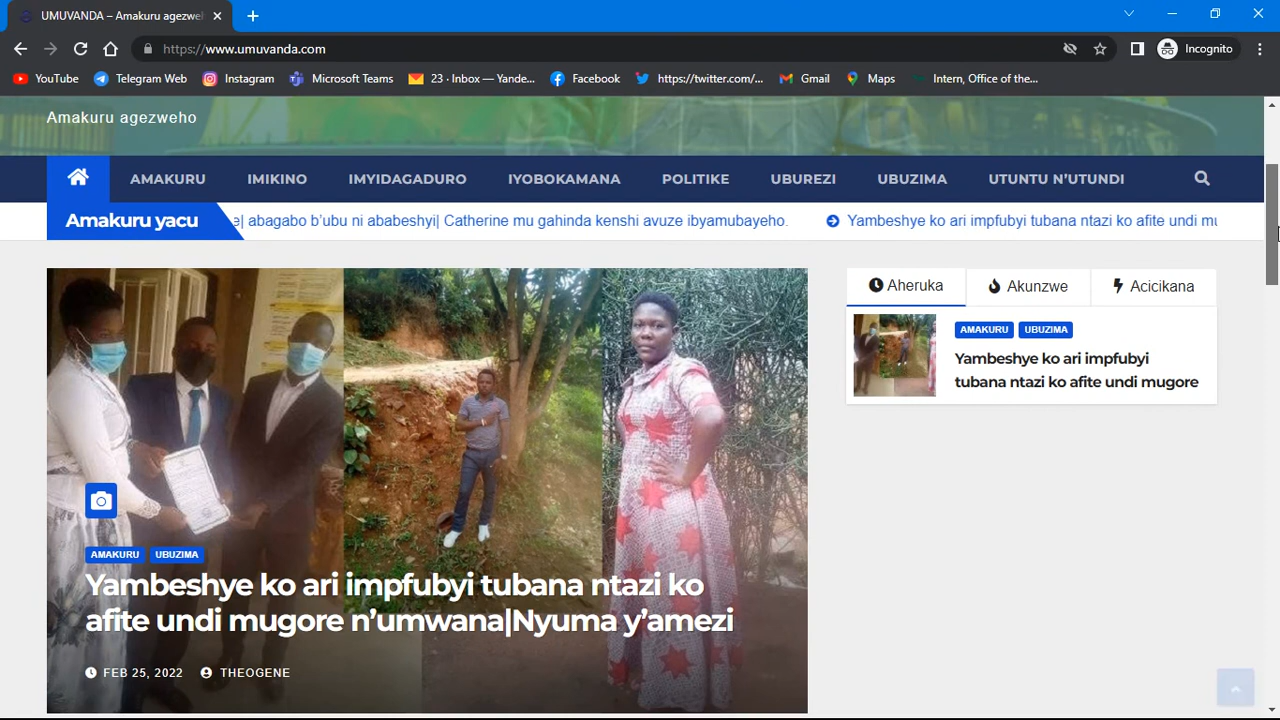 UMUVANDA – Amakuru agezweh
https://www.umuvanda.com
Incognito
YouTube
Telegram Web
Instagram
Microsoft Teams
23 · Inbox — Yande...
Facebook
https://twitter.com/...
Gmail
Maps
Intern, Office of the...
Amakuru agezweho
AMAKURU
IMIKINO
IMYIDAGADURO
IYOBOKAMANA
POLITIKE
UBUREZI
UBUZIMA
UTUNTU N'UTUNDI
Amakuru yacu
| abagabo b'ubu ni ababeshyi| Catherine mu gahinda kenshi avuze ibyamubayeho.
Yambeshye ko ari impfubyi tubana ntazi ko afite undi mu
Aheruka
Akunzwe
Acicikana
AMAKURU UBUZIMA
Yambeshye ko ari impfubyi
tubana ntazi ko afite undi mugore
AMAKURU UBUZIMA
Yambeshye ko ari impfubyi tubana ntazi ko
afite undi mugore n'umwana|Nyuma y'amezi
FEB 25, 2022 THEOGENE